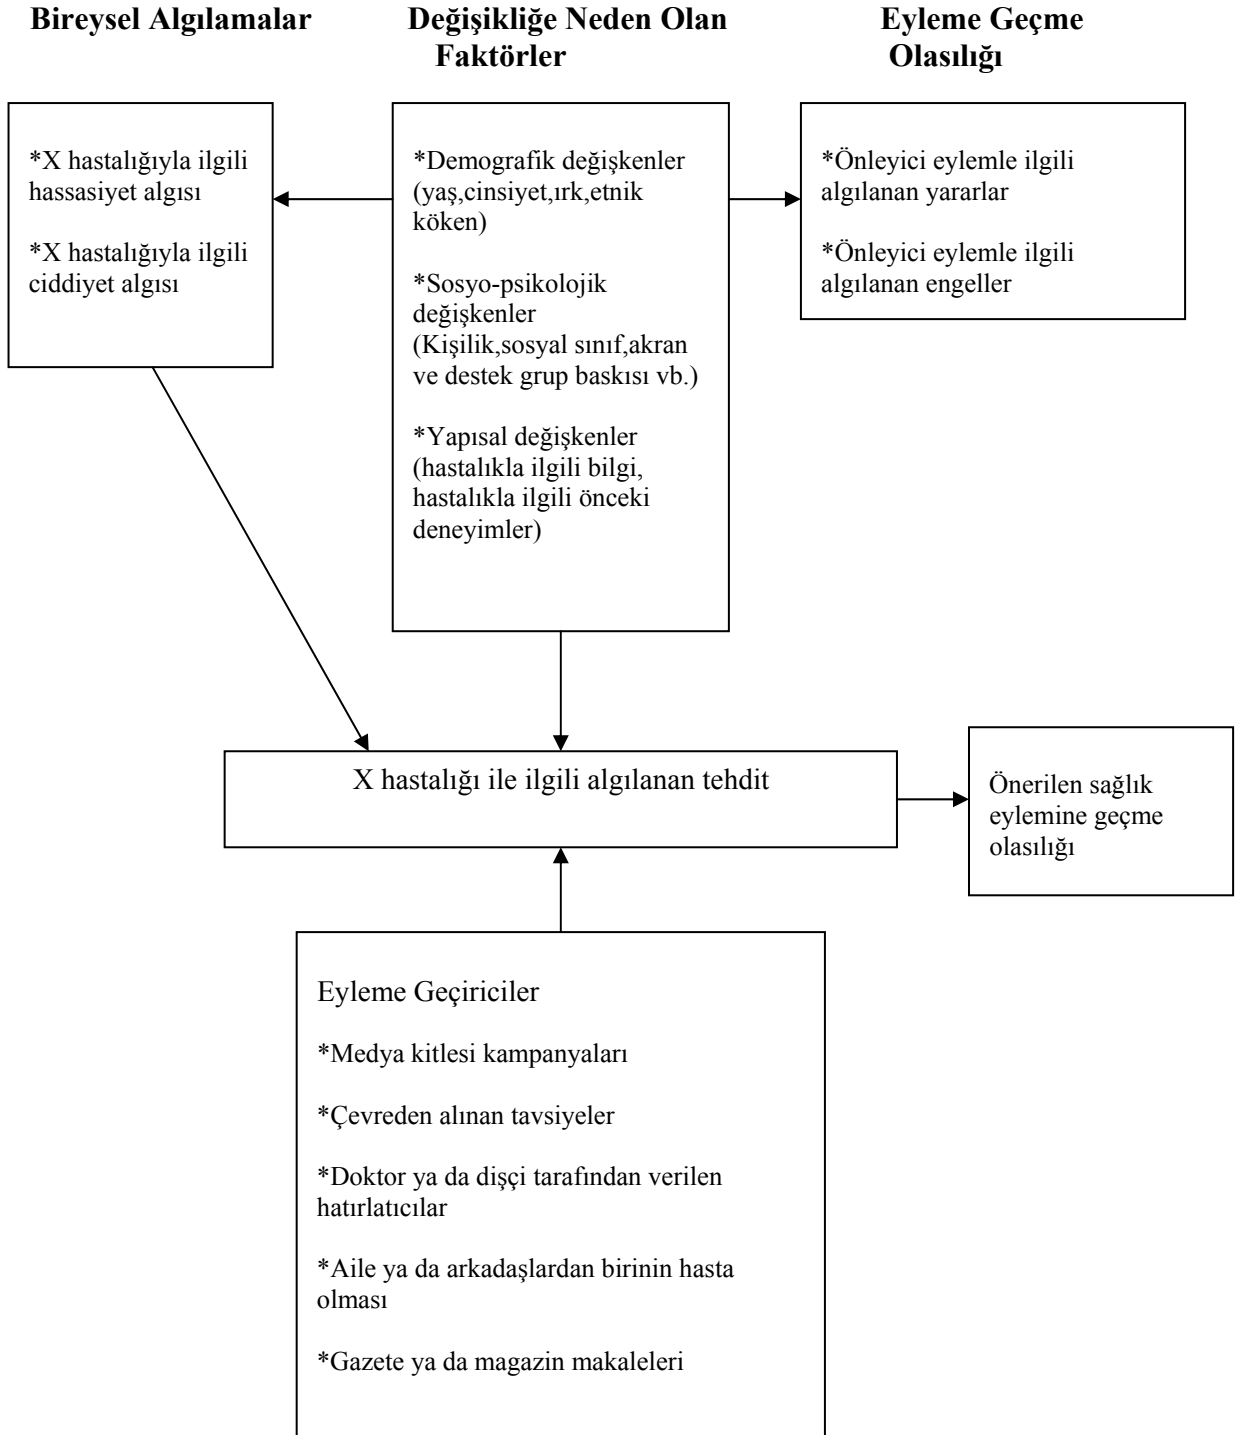 Bireysel Algılamalar
Değişikliğe Neden Olan
Faktörler
Eyleme Geçme
Olasılığı
*X hastalığıyla ilgili
hassasiyet algısı
*X hastalığıyla ilgili
ciddiyet algısı
*Demografik değişkenler
(yaş,cinsiyet,ırk,etnik
köken)
*Sosyo-psikolojik
değişkenler
(Kişilik,sosyal sınıf,akran
ve destek grup baskısı vb.)
*Yapısal değişkenler
(hastalıkla ilgili bilgi,
hastalıkla ilgili önceki
deneyimler)
*Önleyici eylemle ilgili
algılanan yararlar
*Önleyici eylemle ilgili
algılanan engeller
X hastalığı ile ilgili algılanan tehdit
Önerilen sağlık
eylemine geçme
olasılığı
Eyleme Geçiriciler
*Medya kitlesi kampanyaları
*Çevreden alınan tavsiyeler
*Doktor ya da dişçi tarafından verilen
hatırlatıcılar
*Aile ya da arkadaşlardan birinin hasta
olması
*Gazete ya da magazin makaleleri